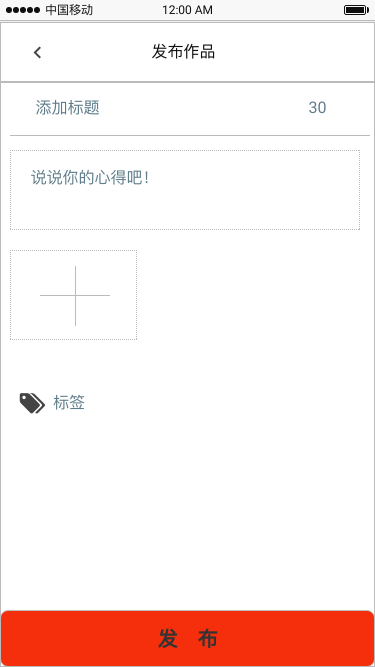 中国移动 12:00 AM
发布作品
添加标题 30
说说你的心得吧!
标签
发 布